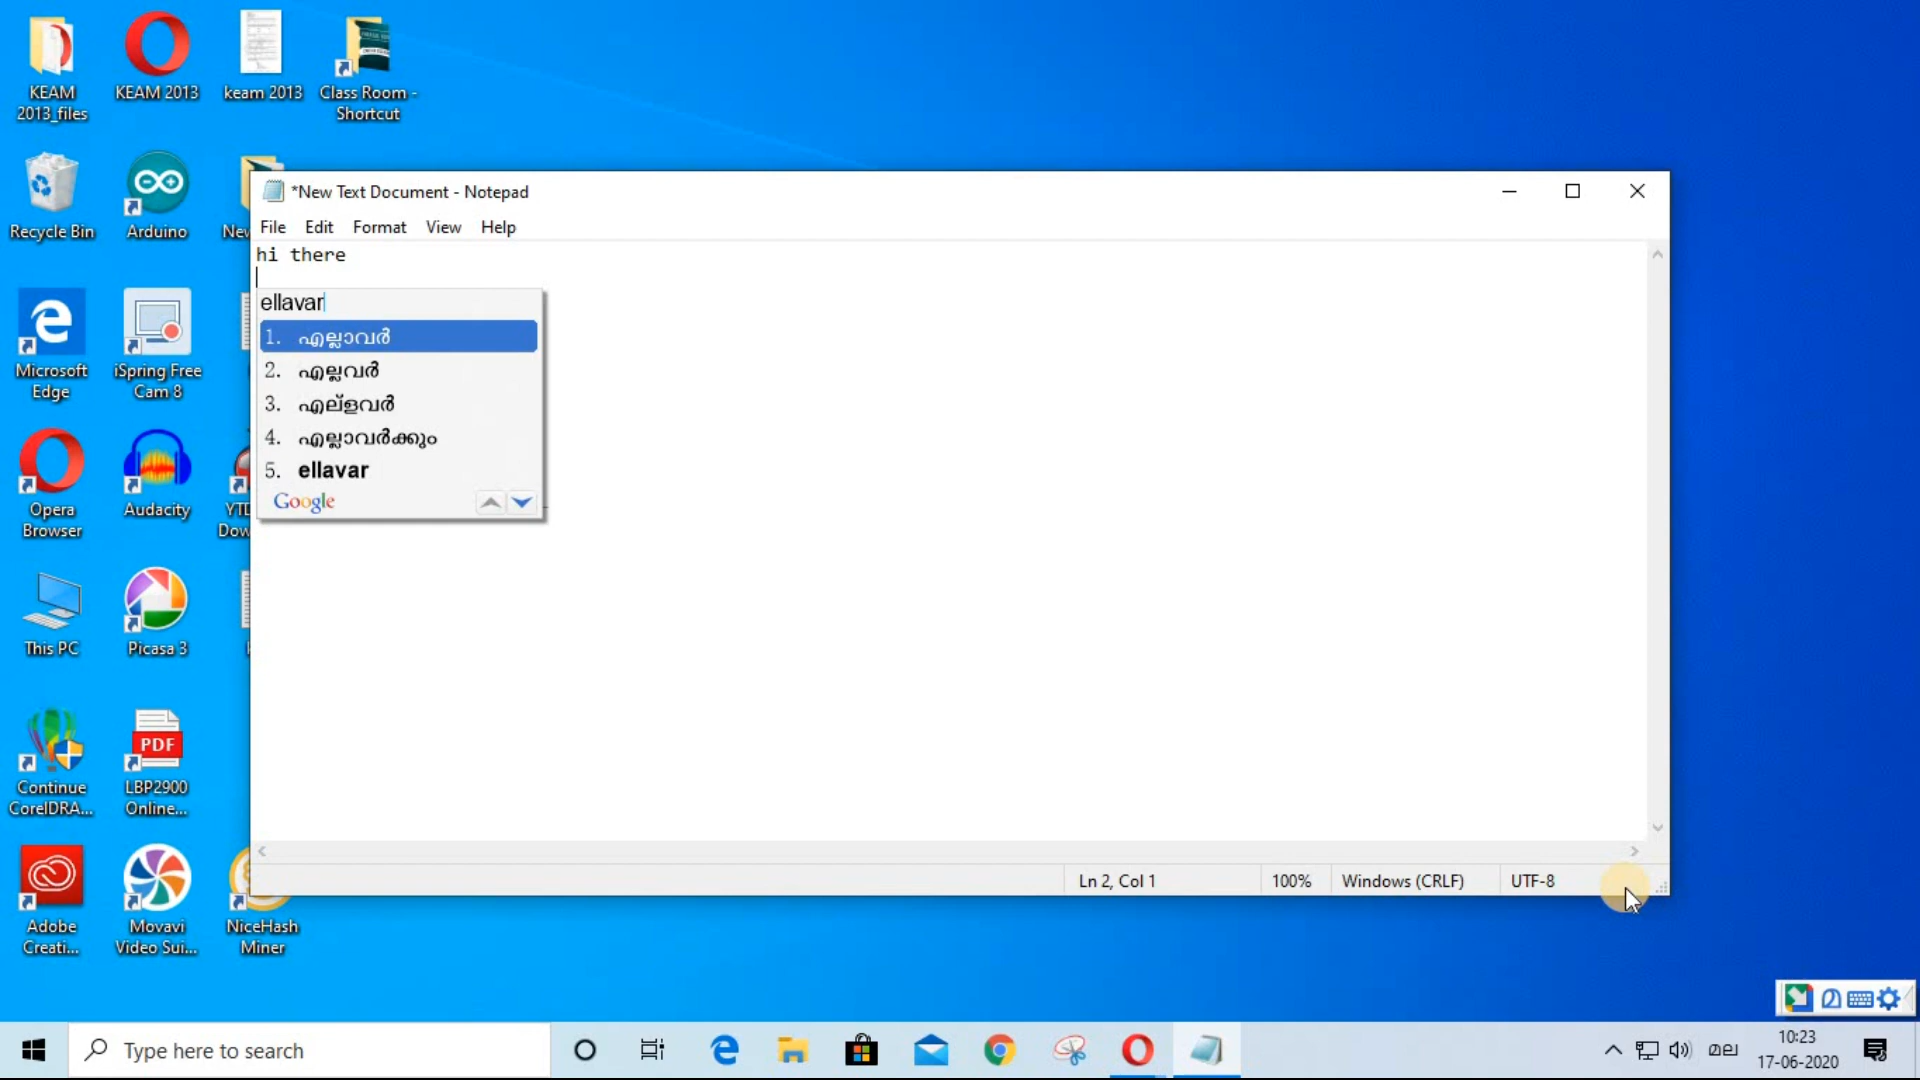 KEAM
2013_files
KEAM 2013
keam 2013
Class Room -
Shortcut
Recycle Bin
Arduino
*New Text Document - Notepad
File Edit Format View Help
hi there
ellavar
1. എല്ലാവർ
2. എല്ലവർ
3. എല്ളവർ
4. എല്ലാവർക്കും
5. ellavar
Google
Microsoft
Edge
iSpring Free
Cam 8
Opera
Browser
Audacity
This PC
Picasa 3
Continue
CorelDRA...
PDF
LBP2900
Online...
Ln 2, Col 1 100% Windows (CRLF) UTF-8
Adobe
Creati...
Movavi
Video Sui...
NiceHash
Miner
Type here to search
മല
10:23
17-06-2020